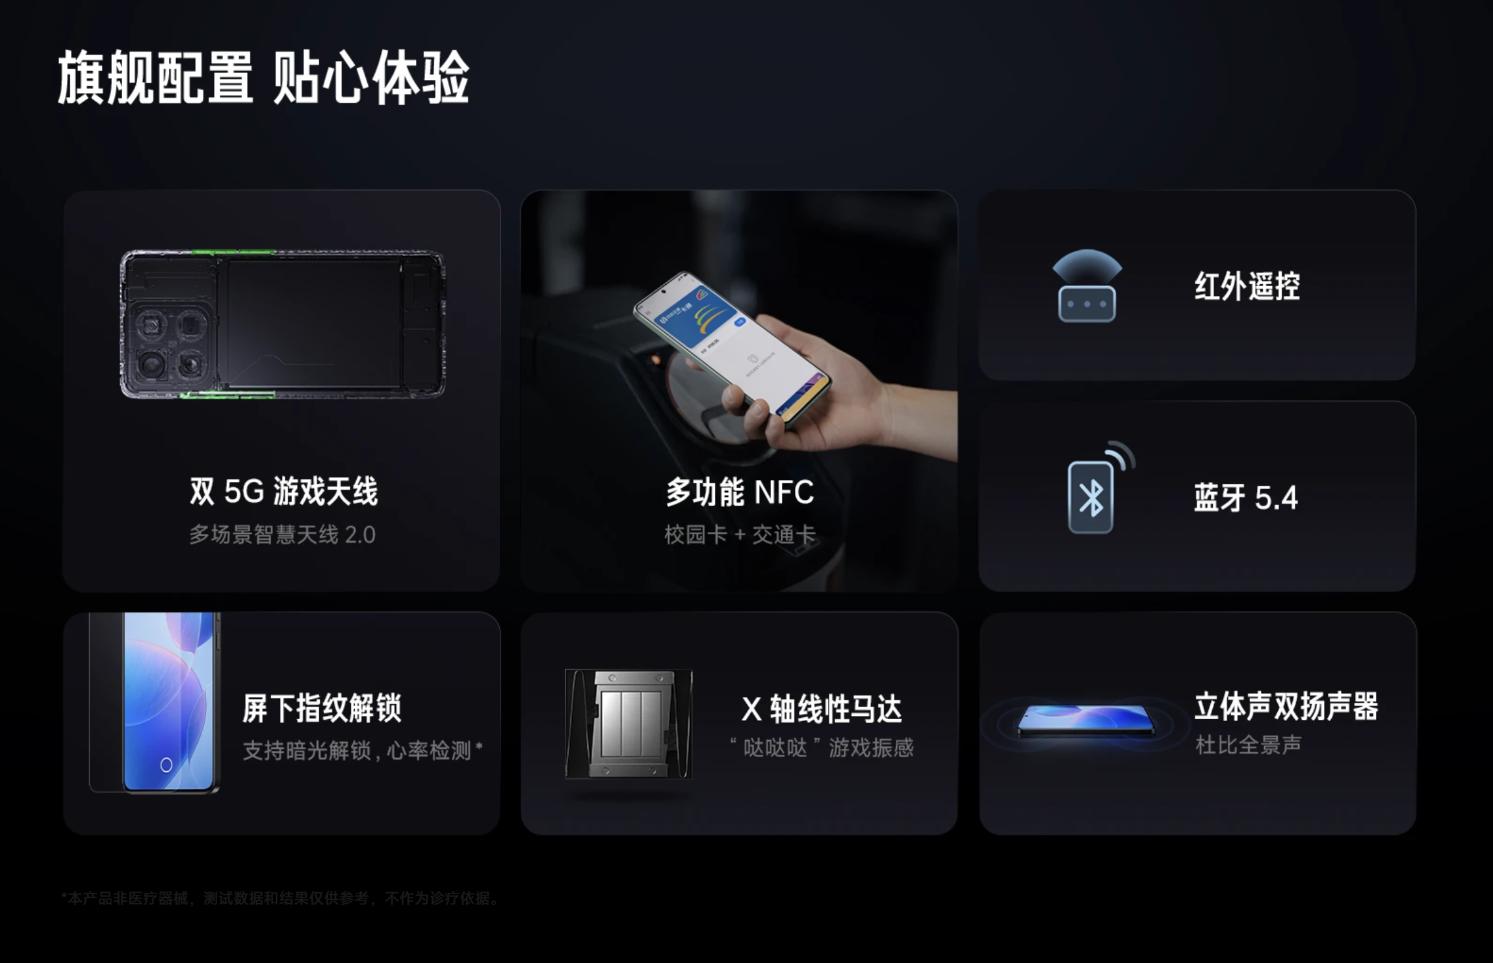 旗舰配置 贴心体验
双 5G 游戏天线
多场景智慧天线 2.0
多功能 NFC
校园卡 + 交通卡
红外遥控
蓝牙 5.4
屏下指纹解锁
支持暗光解锁，心率检测*
X 轴线性马达
“ 哒哒哒 ” 游戏振感
立体声双扬声器
杜比全景声
*本产品非医疗器械，测试数据和结果仅供参考，不作为诊疗依据。